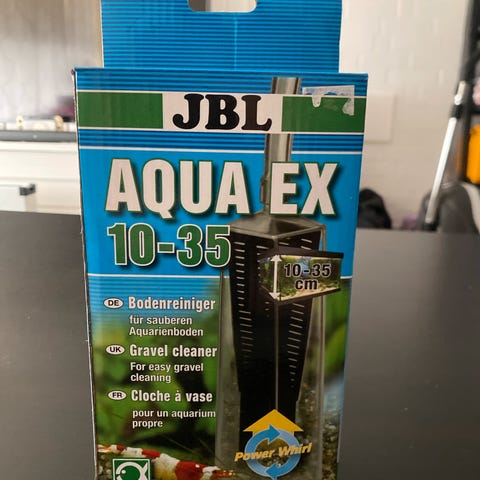 JBL
AQUA EX
10-35
10-35
cm
DE Bodenreiniger
für sauberen
Aquarienboden
UK Gravel cleaner
For easy gravel
cleaning
FR Cloche à vase
pour un aquarium
propre
Power Whirl